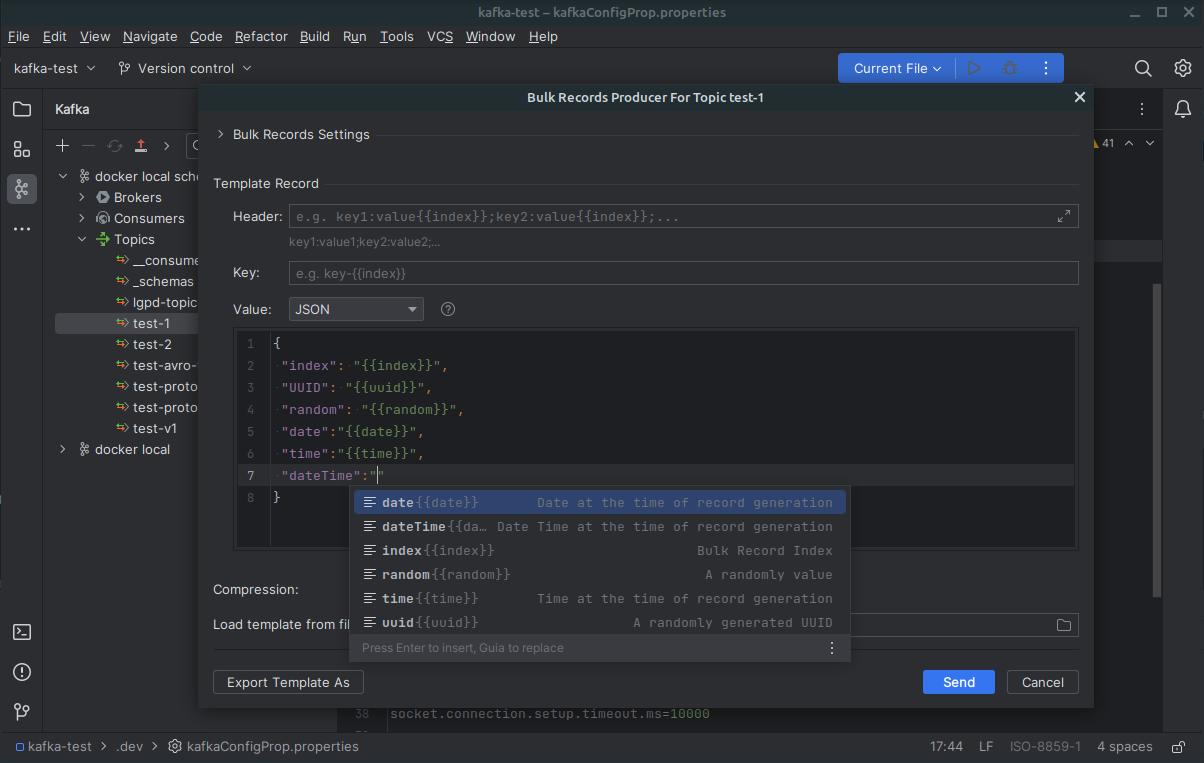 kafka-test – kafkaConfigProp.properties
File Edit View Navigate Code Refactor Build Run Tools VCS Window Help
kafka-test Version control Current File
Kafka
Bulk Records Producer For Topic test-1
41
docker local sche
Brokers
Consumers
Topics
__consume
_schemas
lgpd-topic
test-1
test-2
test-avro-
test-proto
test-proto
test-v1
docker local
Bulk Records Settings
Template Record
Header: e.g. key1:value{{index}};key2:value{{index}};...
key1:value1;key2:value2;...
Key: e.g. key-{{index}}
Value: JSON
1 {
2 "index": "{{index}}",
3 "UUID": "{{uuid}}",
4 "random": "{{random}}",
5 "date":"{{date}}",
6 "time":"{{time}}",
7 "dateTime":""
8 }
date{{date}} Date at the time of record generation
dateTime{{da… Date Time at the time of record generation
index{{index}} Bulk Record Index
random{{random}} A randomly value
time{{time}} Time at the time of record generation
uuid{{uuid}} A randomly generated UUID
Press Enter to insert, Guia to replace
Compression:
Load template from fil
Export Template As Send Cancel
38 socket.connection.setup.timeout.ms=10000
kafka-test > .dev > kafkaConfigProp.properties 17:44 LF ISO-8859-1 4 spaces